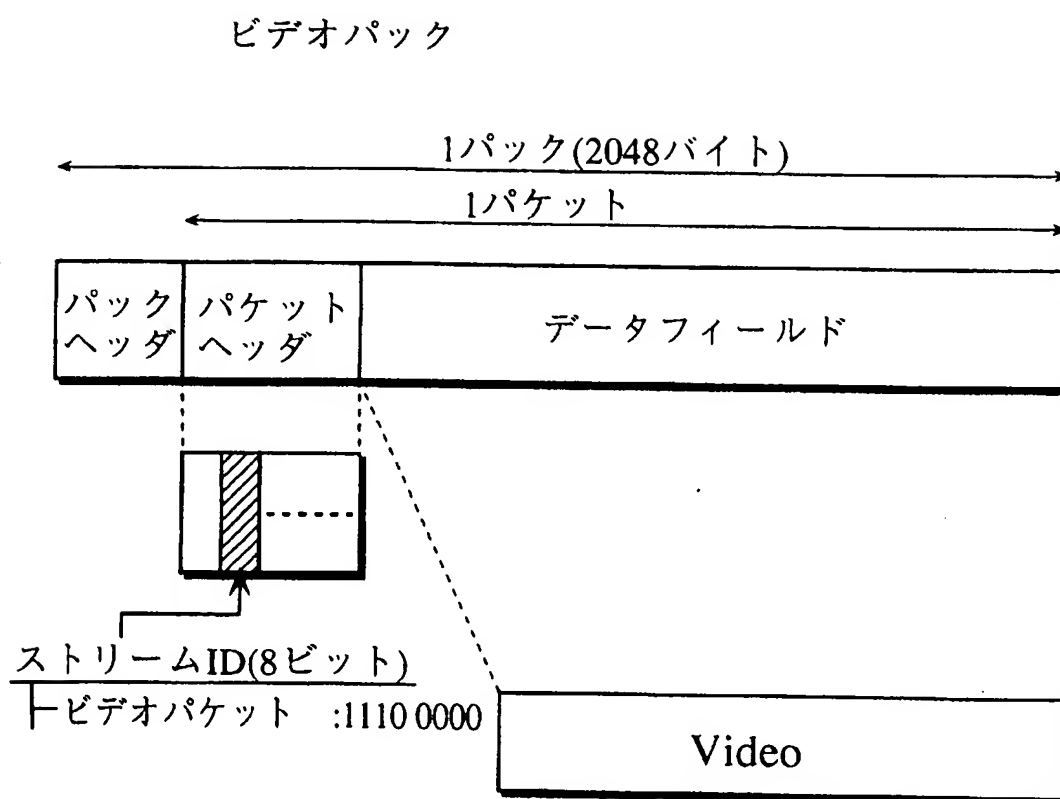 ビデオパック
1パック(2048バイト)
1パケット
パック
ヘッダ
パケット
ヘッダ
データフィールド
ストリームID(8ビット)
ビデオパケット :1110 0000
Video